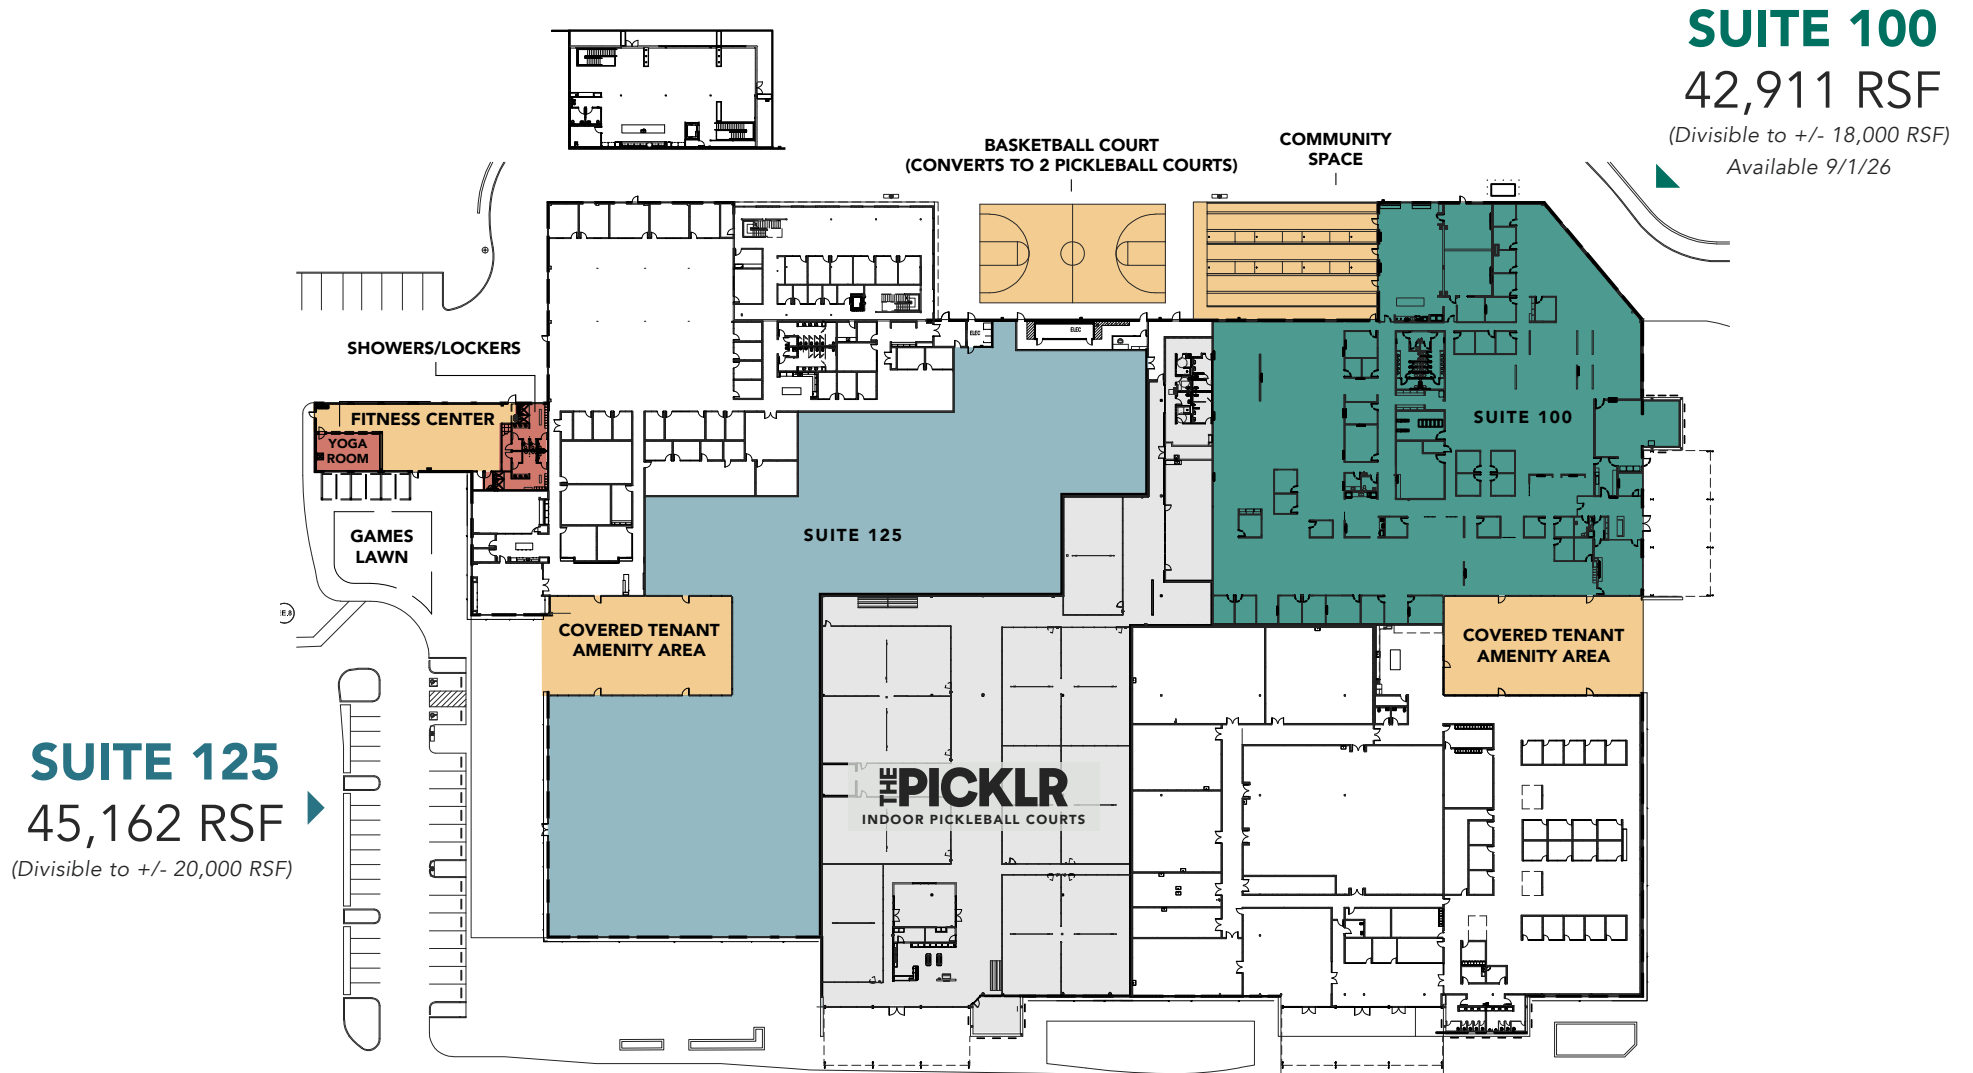 SUITE 100
42,911 RSF
(Divisible to +/- 18,000 RSF)
Available 9/1/26
BASKETBALL COURT
(CONVERTS TO 2 PICKLEBALL COURTS)
COMMUNITY
SPACE
ELEC
ELEC
SHOWERS/LOCKERS
FITNESS CENTER
YOGA
ROOM
SUITE 100
GAMES
LAWN
SUITE 125
COVERED TENANT
AMENITY AREA
COVERED TENANT
AMENITY AREA
SUITE 125
45,162 RSF
(Divisible to +/- 20,000 RSF)
THE PICKLR
INDOOR PICKLEBALL COURTS